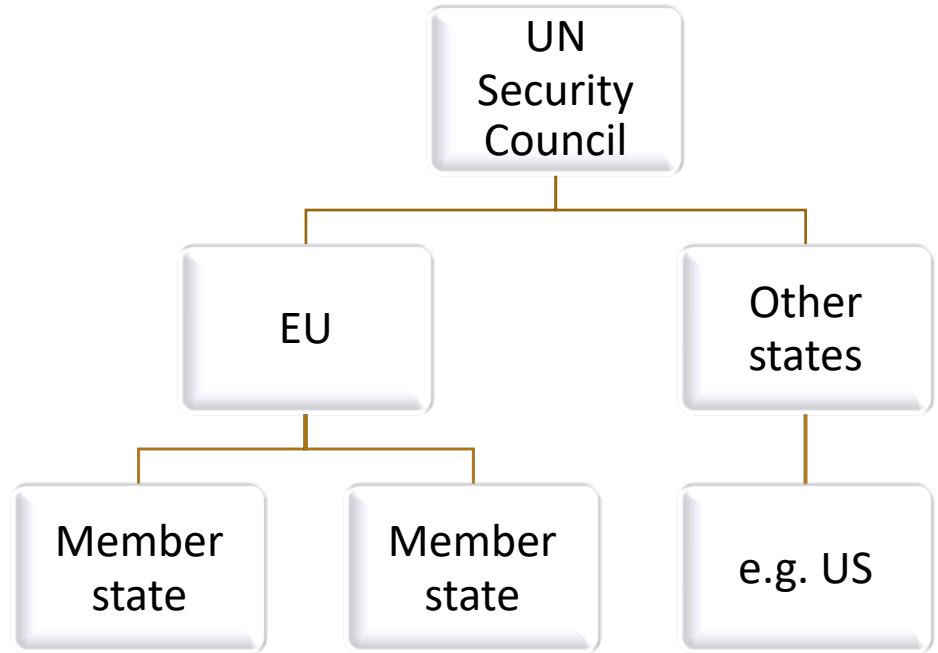 UN
Security
Council
EU
Other
states
Member
state
Member
state
e.g. US